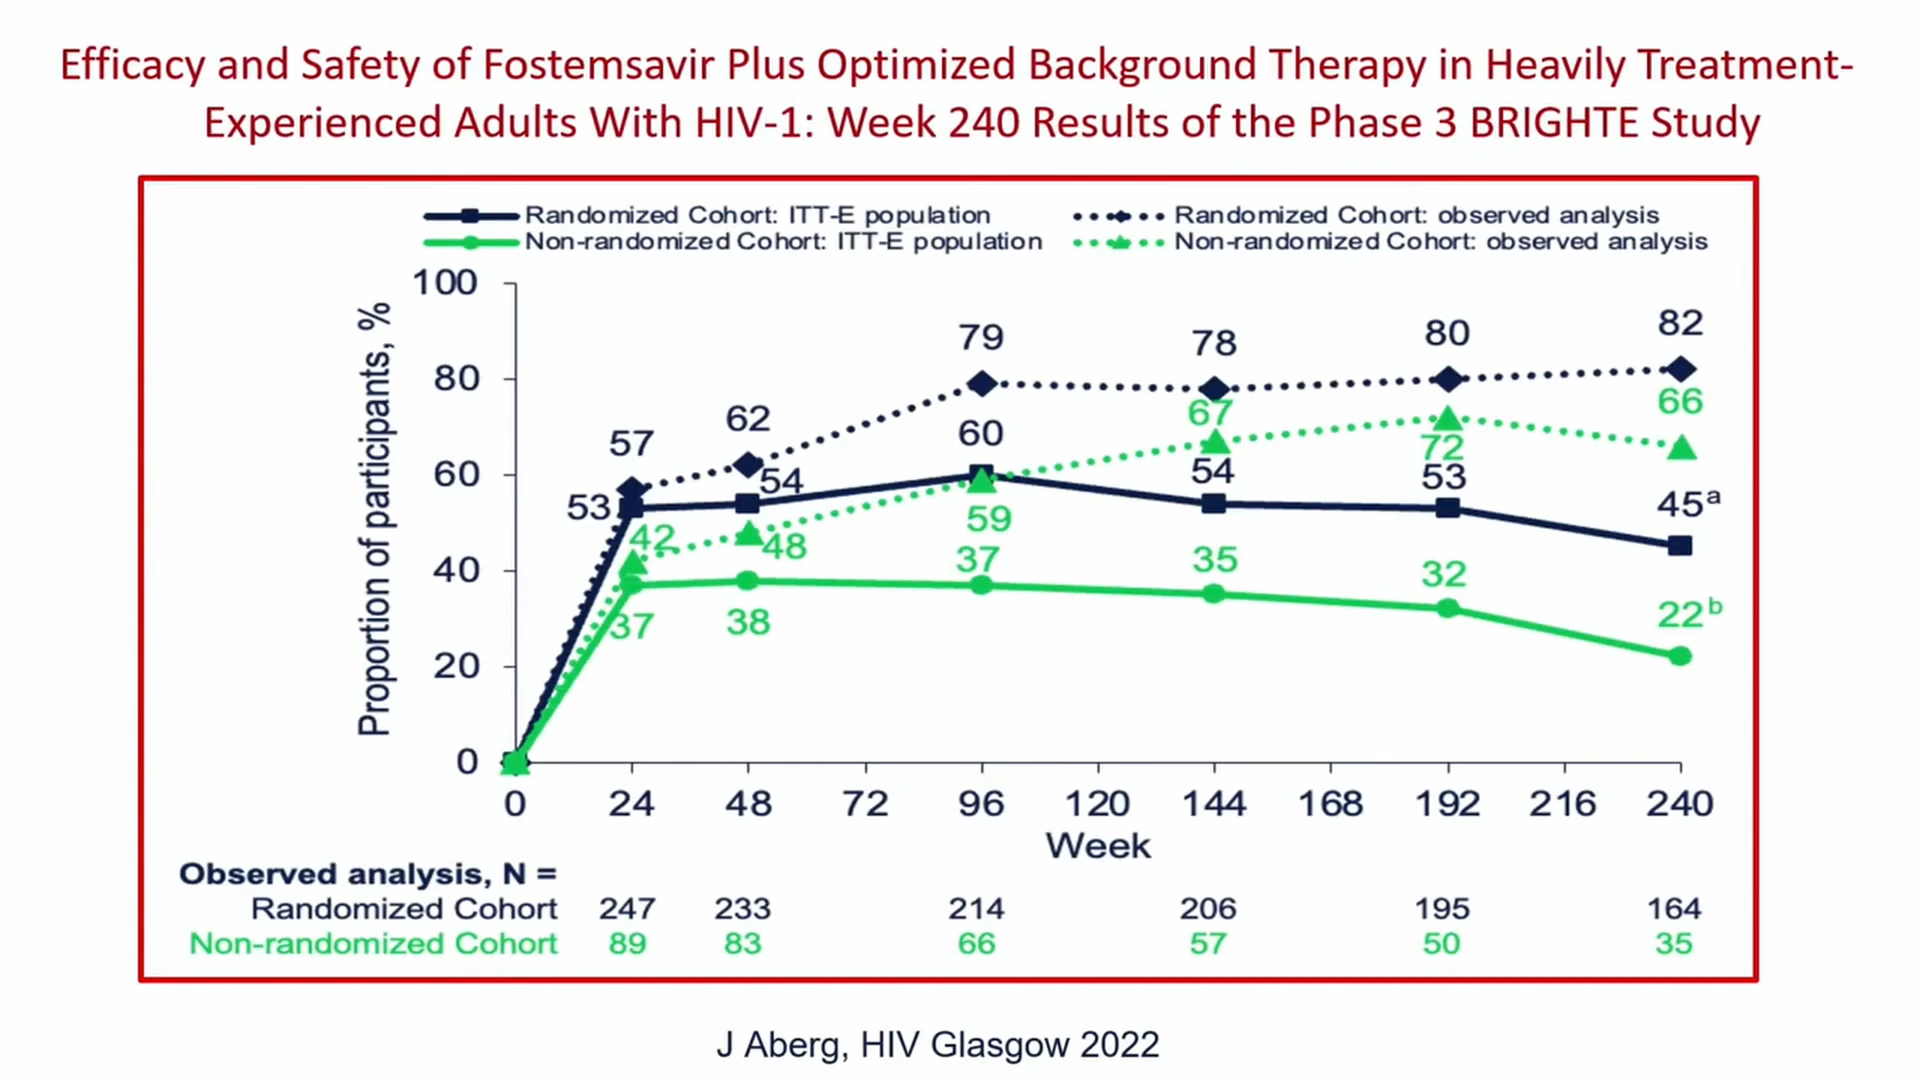 Efficacy and Safety of Fostemsavir Plus Optimized Background Therapy in Heavily Treatment-
Experienced Adults With HIV-1: Week 240 Results of the Phase 3 BRIGHTE Study
Randomized Cohort: ITT-E population
Randomized Cohort: observed analysis
Non-randomized Cohort: ITT-E population
Non-randomized Cohort: observed analysis
Proportion of participants, %
100
80
60
40
20
0
57 62 79 78 80 82
53 54 60 54 53 45a
42 48 59 67 72 66
37 38 37 35 32 22b
0 24 48 72 96 120 144 168 192 216 240
Week
Observed analysis, N =
Randomized Cohort 247 233 214 206 195 164
Non-randomized Cohort 89 83 66 57 50 35
J Aberg, HIV Glasgow 2022